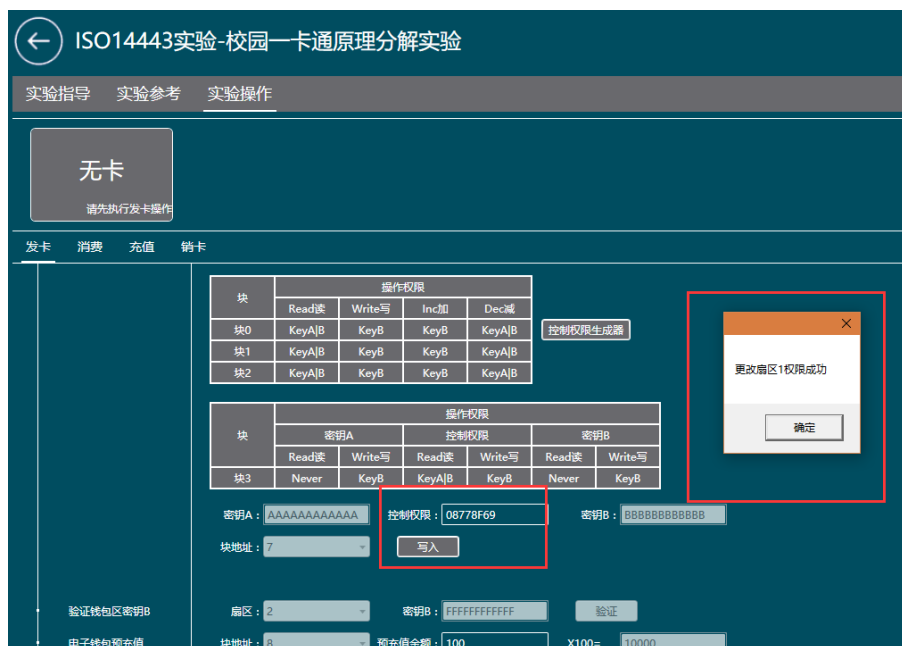 ISO14443实验-校园一卡通原理分解实验
实验指导 实验参考 实验操作
无卡
请先执行发卡操作
发卡 消费 充值 销卡
块 操作权限
Read读 Write写 Inc加 Dec减
块0 KeyA|B KeyB KeyB KeyA|B 控制权限生成器
块1 KeyA|B KeyB KeyB KeyA|B
块2 KeyA|B KeyB KeyB KeyA|B
更改扇区1权限成功
确定
块 操作权限
密钥A 控制权限 密钥B
Read读 Write写 Read读 Write写 Read读 Write写
块3 Never KeyB KeyA|B KeyB Never KeyB
密钥A: AAAAAAAAAAAA 控制权限: 08778F69 密钥B: BBBBBBBBBBBB
块地址: 7 写入
验证钱包区密钥B 扇区: 2 密钥B: FFFFFFFFFFFF 验证
电子钱包预充值 块地址: 8 预充值金额: 100 X100= 10000